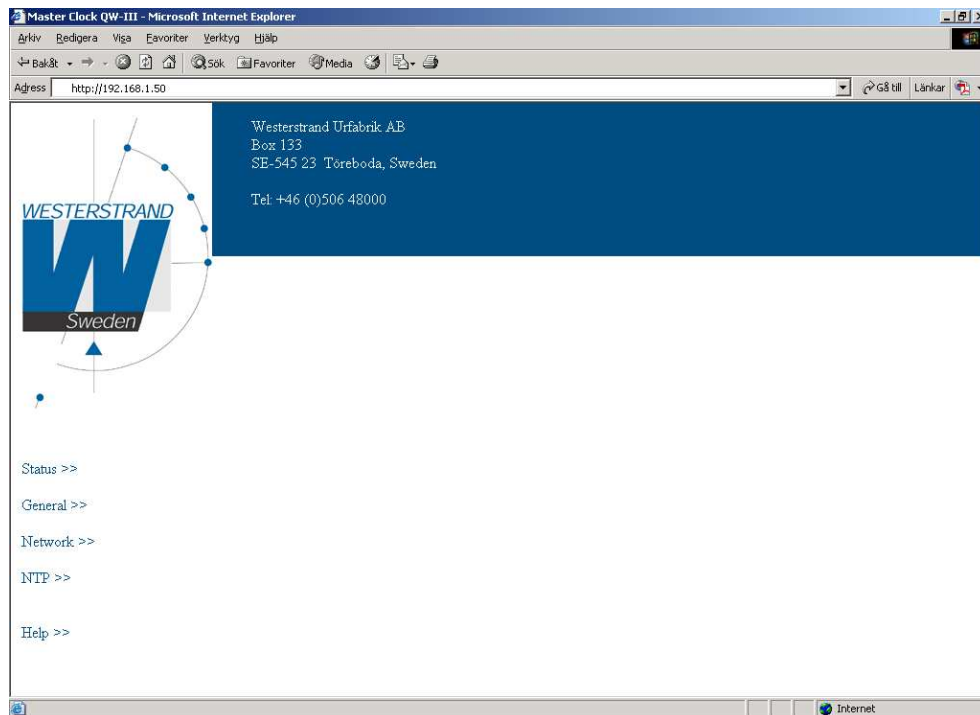 Master Clock QW-III - Microsoft Internet Explorer
Arkiv Redigera Visa Favoriter Verktyg Hjälp
Bakåt Sök Favoriter Media
Adress http://192.168.1.50 Gå till Länkar
Westerstrand Urfabrik AB
Box 133
SE-545 23 Töreboda, Sweden
Tel: +46 (0)506 48000
WESTERSTRAND
W
Sweden
Status >>
General >>
Network >>
NTP >>
Help >>
Internet